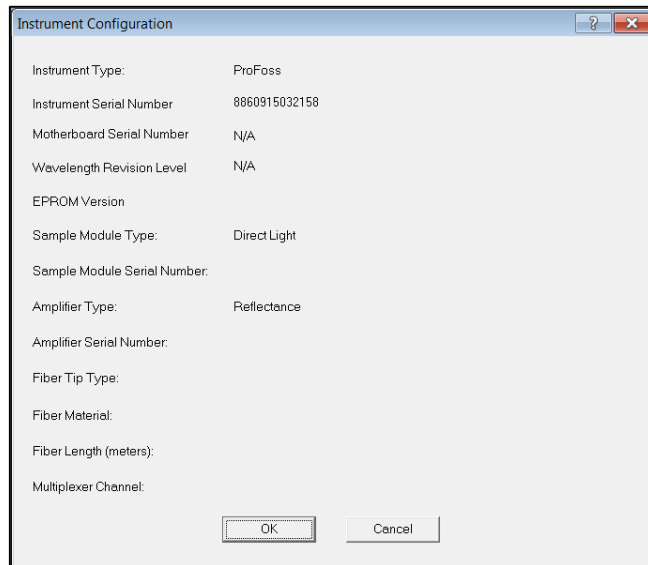 Instrument Configuration
Instrument Type: ProFoss
Instrument Serial Number 8860915032158
Motherboard Serial Number N/A
Wavelength Revision Level N/A
EPROM Version
Sample Module Type: Direct Light
Sample Module Serial Number:
Amplifier Type: Reflectance
Amplifier Serial Number:
Fiber Tip Type:
Fiber Material:
Fiber Length (meters):
Multiplexer Channel:
OK Cancel